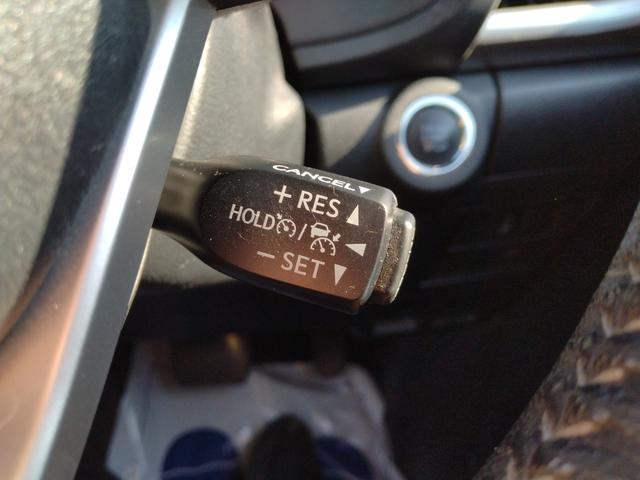 CANCEL▼
+ RES ▲
HOLD / ◄
− SET ▼